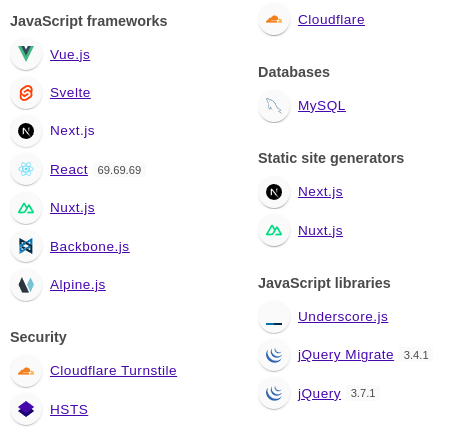 JavaScript frameworks
Vue.js
Svelte
Next.js
React 69.69.69
Nuxt.js
Backbone.js
Alpine.js
Security
Cloudflare Turnstile
HSTS
Cloudflare
Databases
MySQL
Static site generators
Next.js
Nuxt.js
JavaScript libraries
Underscore.js
jQuery Migrate 3.4.1
jQuery 3.7.1